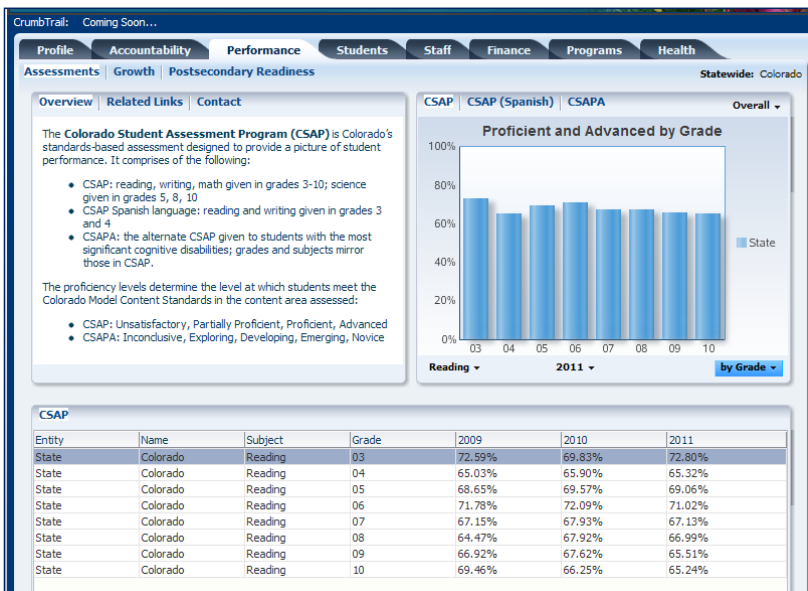 CrumbTrail: Coming Soon...
Profile Accountability Performance Students Staff Finance Programs Health
Assessments Growth Postsecondary Readiness
Statewide: Colorado
Overview Related Links Contact
The Colorado Student Assessment Program (CSAP) is Colorado's
standards-based assessment designed to provide a picture of student
performance. It comprises of the following:
• CSAP: reading, writing, math given in grades 3-10; science
given in grades 5, 8, 10
• CSAP Spanish language: reading and writing given in grades 3
and 4
• CSAPA: the alternate CSAP given to students with the most
significant cognitive disabilities; grades and subjects mirror
those in CSAP.
The proficiency levels determine the level at which students meet the
Colorado Model Content Standards in the content area assessed:
• CSAP: Unsatisfactory, Partially Proficient, Proficient, Advanced
• CSAPA: Inconclusive, Exploring, Developing, Emerging, Novice
CSAP CSAP (Spanish) CSAPA
Overall
Proficient and Advanced by Grade
100%
80%
60%
40%
20%
0%
03 04 05 06 07 08 09 10
State
Reading 2011 by Grade
CSAP
Entity Name Subject Grade 2009 2010 2011
State Colorado Reading 03 72.59% 69.83% 72.80%
State Colorado Reading 04 65.03% 65.90% 65.32%
State Colorado Reading 05 68.65% 69.57% 69.06%
State Colorado Reading 06 71.78% 72.09% 71.02%
State Colorado Reading 07 67.15% 67.93% 67.13%
State Colorado Reading 08 64.47% 67.92% 66.99%
State Colorado Reading 09 66.92% 67.62% 65.51%
State Colorado Reading 10 69.46% 66.25% 65.24%